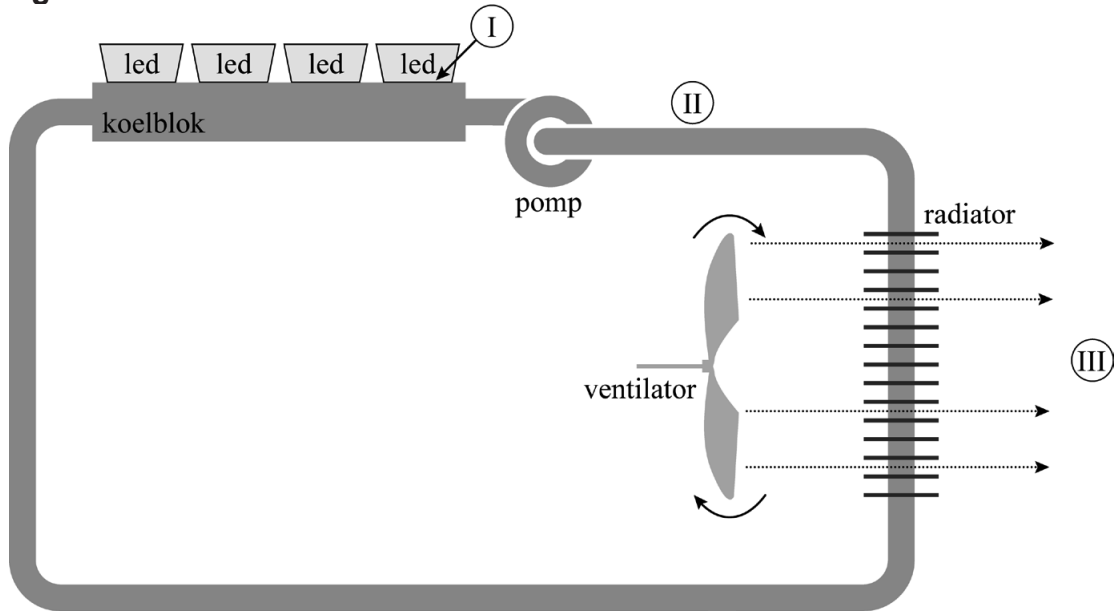 I
led led led led
koelblok
II
pomp
radiator
III
ventilator